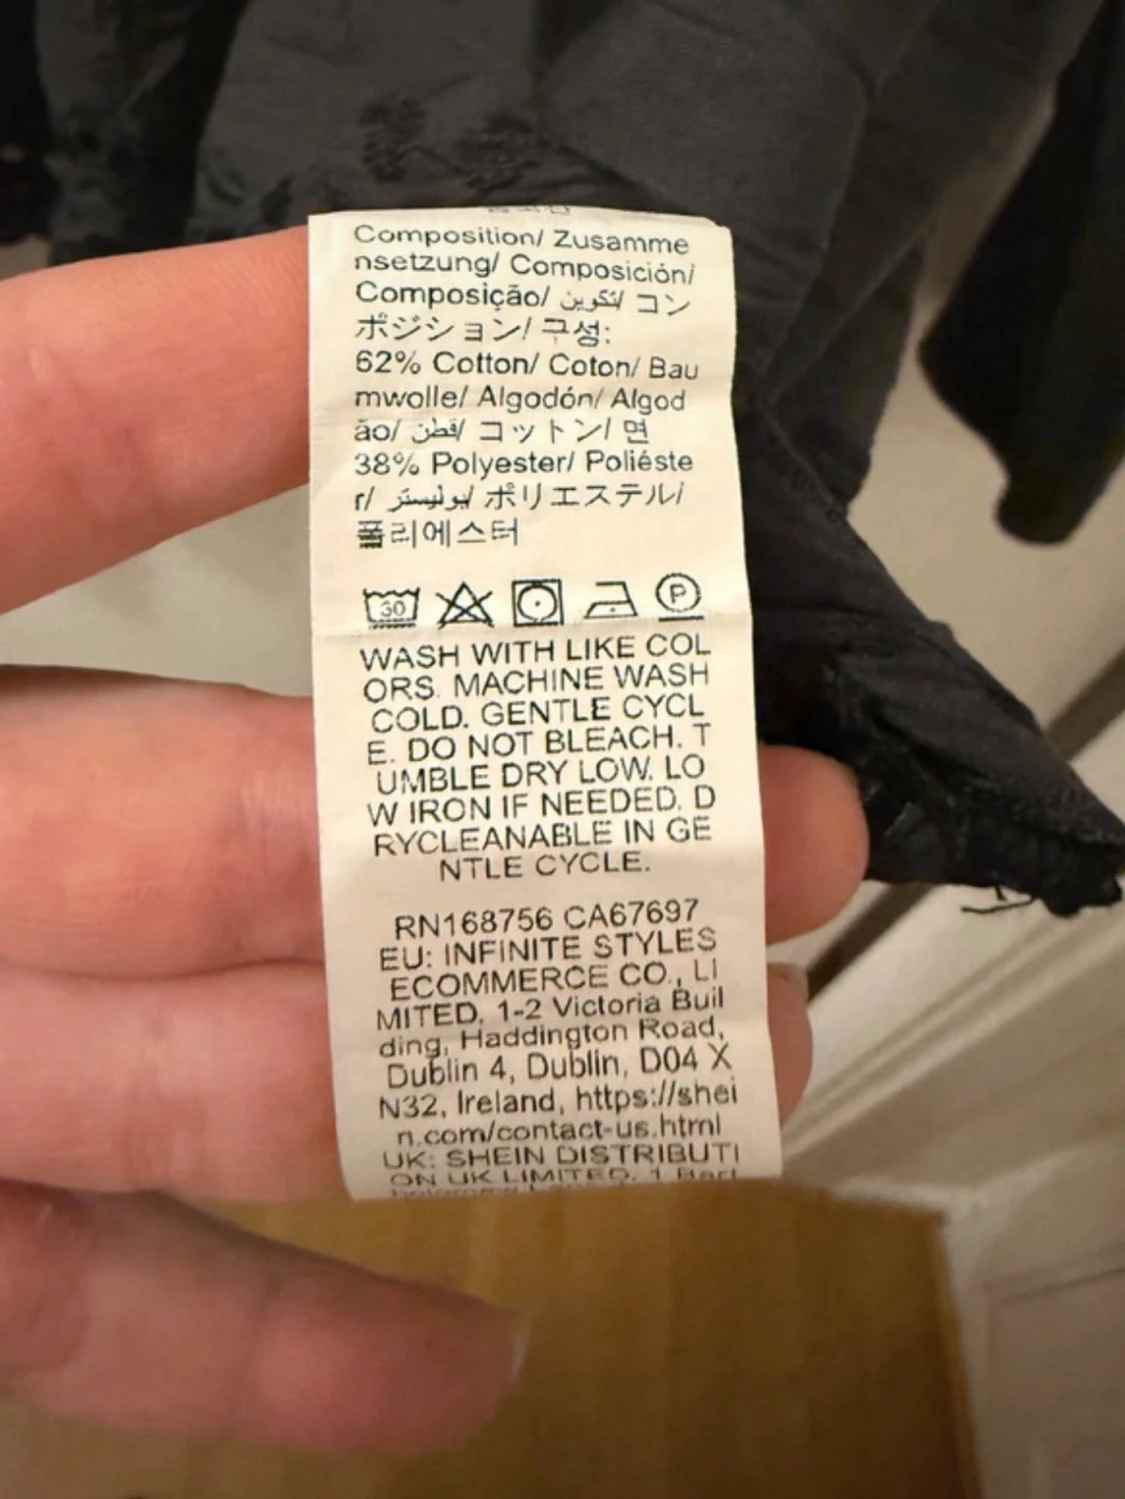 Composition/ Zusamme
nsetzung/ Composición/
Composição/ تكوين/ コン
ポジション/ 구성:
62% Cotton/ Coton/ Bau
mwolle/ Algodón/ Algod
ão/ قطن/ コットン/ 면
38% Polyester/ Poliéste
r/ بوليستر/ ポリエステル/
폴리에스터
30 P
WASH WITH LIKE COL
ORS. MACHINE WASH
COLD. GENTLE CYCL
E. DO NOT BLEACH. T
UMBLE DRY LOW. LO
W IRON IF NEEDED. D
RYCLEANABLE IN GE
NTLE CYCLE.
RN168756 CA67697
EU: INFINITE STYLES
ECOMMERCE CO., LI
MITED. 1-2 Victoria Buil
ding, Haddington Road,
Dublin 4, Dublin, D04 X
N32, Ireland, https://shei
n.com/contact-us.html
UK: SHEIN DISTRIBUTI
ON UK LIMITED. 1 Bart